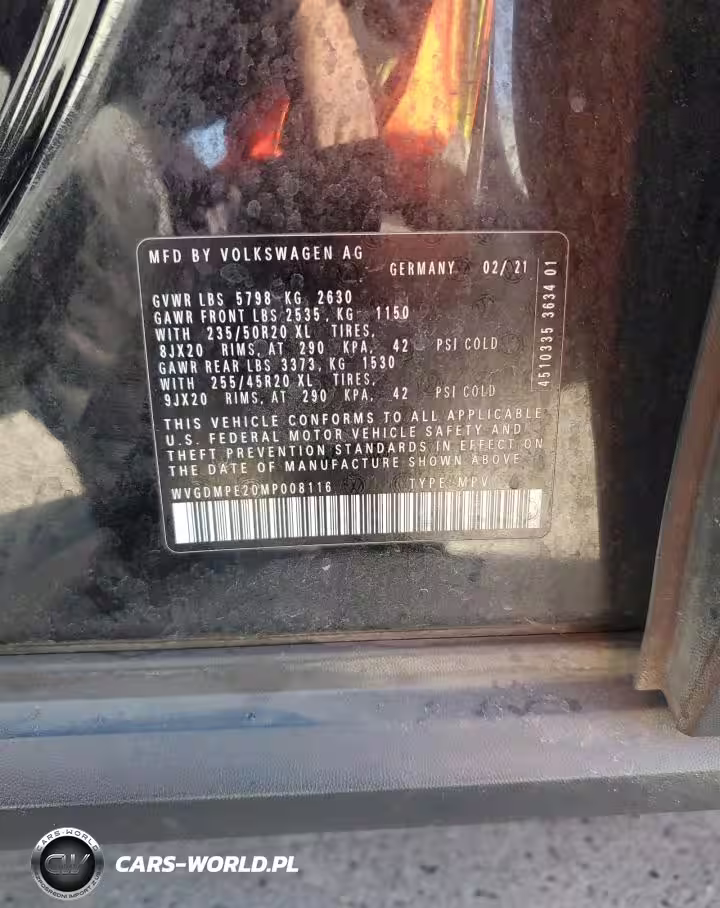 MFD BY VOLKSWAGEN AG
GERMANY 02/ 21
GVWR LBS 5798 KG 2630
GAWR FRONT LBS 2535, KG 1150
WITH 235/50R20 XL TIRES,
8JX20 RIMS, AT 290 KPA, 42 PSI COLD
GAWR REAR LBS 3373, KG 1530
WITH 255/45R20 XL TIRES,
9JX20 RIMS, AT 290 KPA, 42 PSI COLD
THIS VEHICLE CONFORMS TO ALL APPLICABLE
U.S. FEDERAL MOTOR VEHICLE SAFETY AND
THEFT PREVENTION STANDARDS IN EFFECT ON
THE DATE OF MANUFACTURE SHOWN ABOVE
WVGDMPE20MP008116 TYPE: MPV
4510335 3634 01
CARS-WORLD
CW
CARS-WORLD.PL